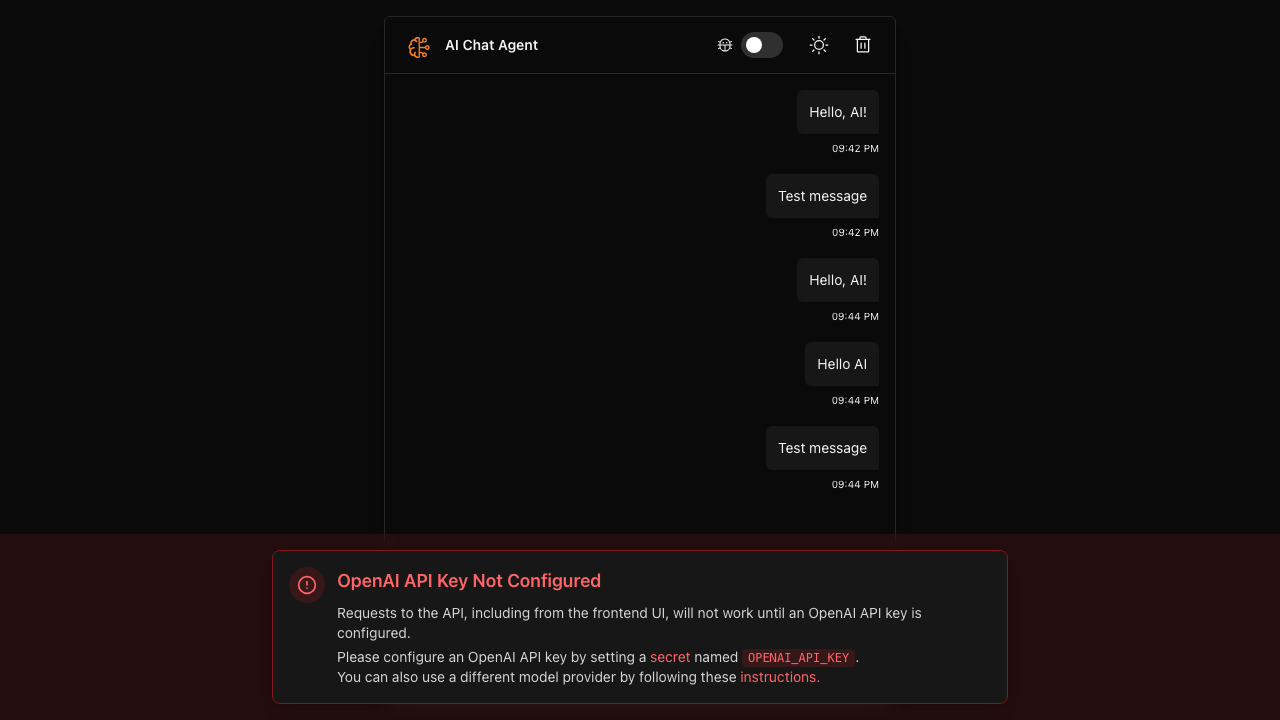 AI Chat Agent
Hello, AI!
09:42 PM
Test message
09:42 PM
Hello, AI!
09:44 PM
Hello AI
09:44 PM
Test message
09:44 PM
OpenAI API Key Not Configured
Requests to the API, including from the frontend UI, will not work until an OpenAI API key is
configured.
Please configure an OpenAI API key by setting a secret named OPENAI_API_KEY.
You can also use a different model provider by following these instructions.